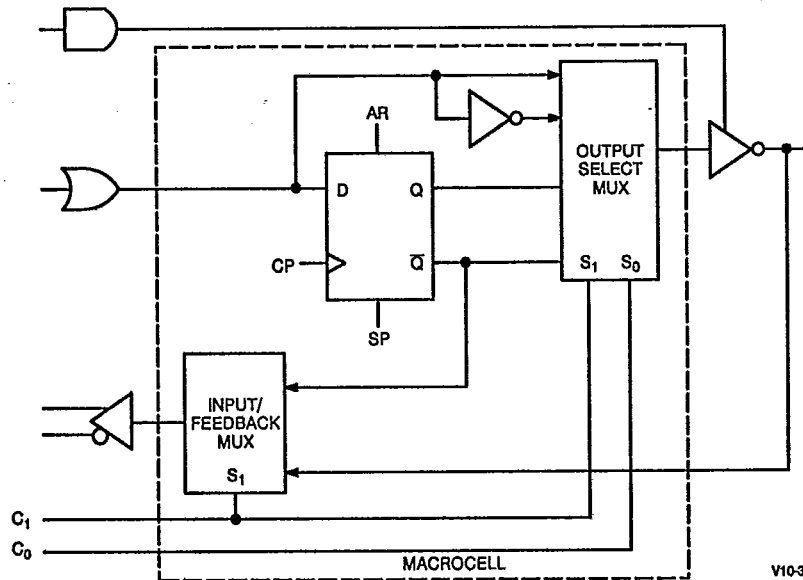 AR
OUTPUT
SELECT
MUX
D Q
CP Q̅
S₁ S₀
SP
INPUT/
FEEDBACK
MUX
S₁
C₁
C₀
MACROCELL
V10-3